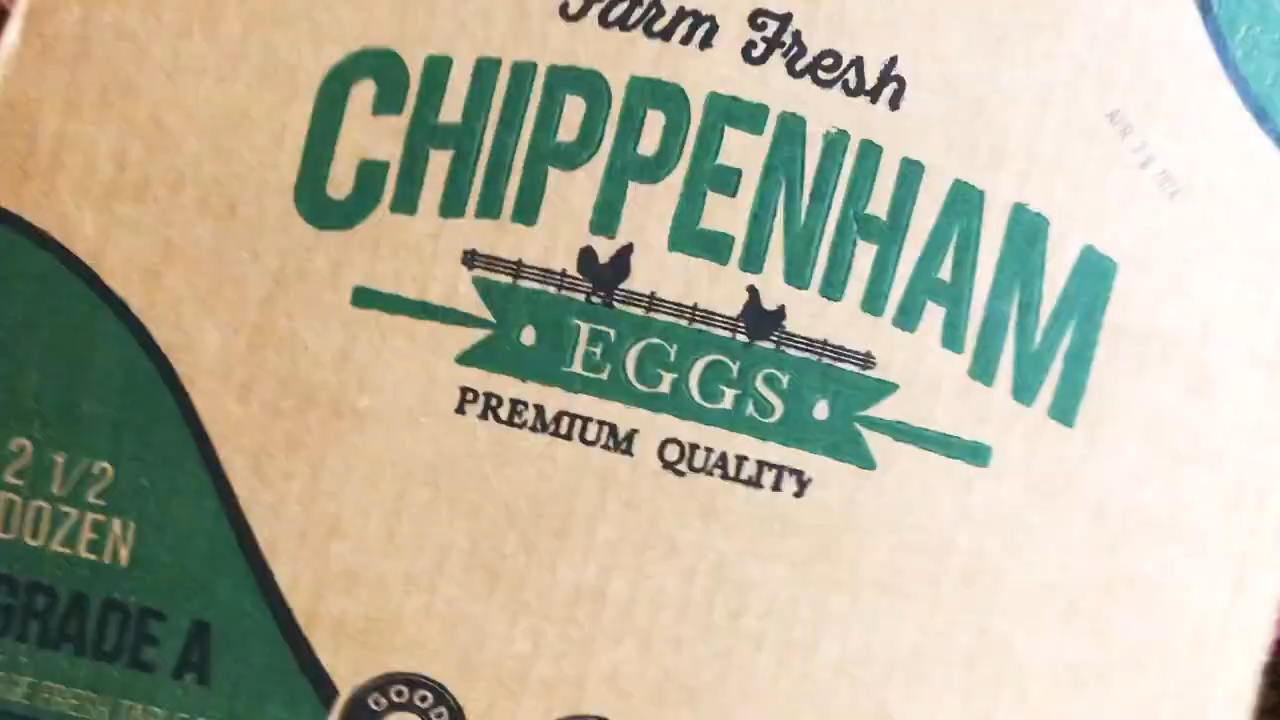 Farm Fresh
CHIPPENHAM
EGGS
PREMIUM QUALITY
2 1/2
DOZEN
GRADE A
GOOD